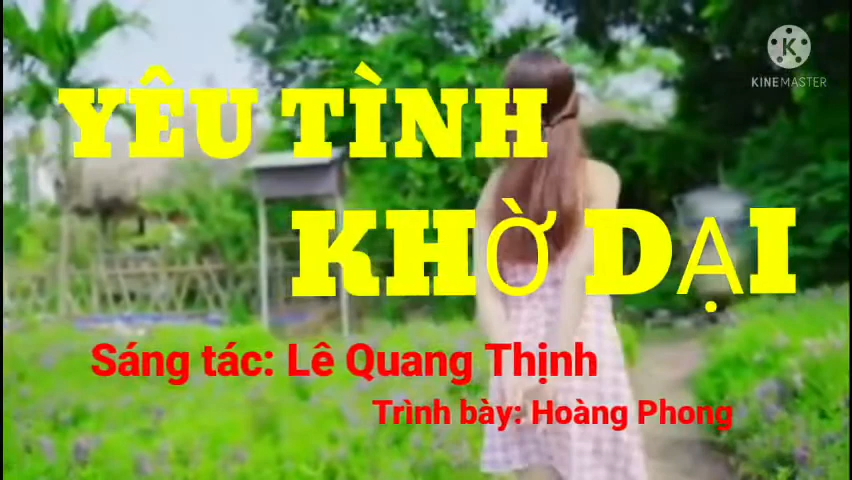 KINEMASTER
YÊU TÌNH
KHỜ DẠI
Sáng tác: Lê Quang Thịnh
Trình bày: Hoàng Phong